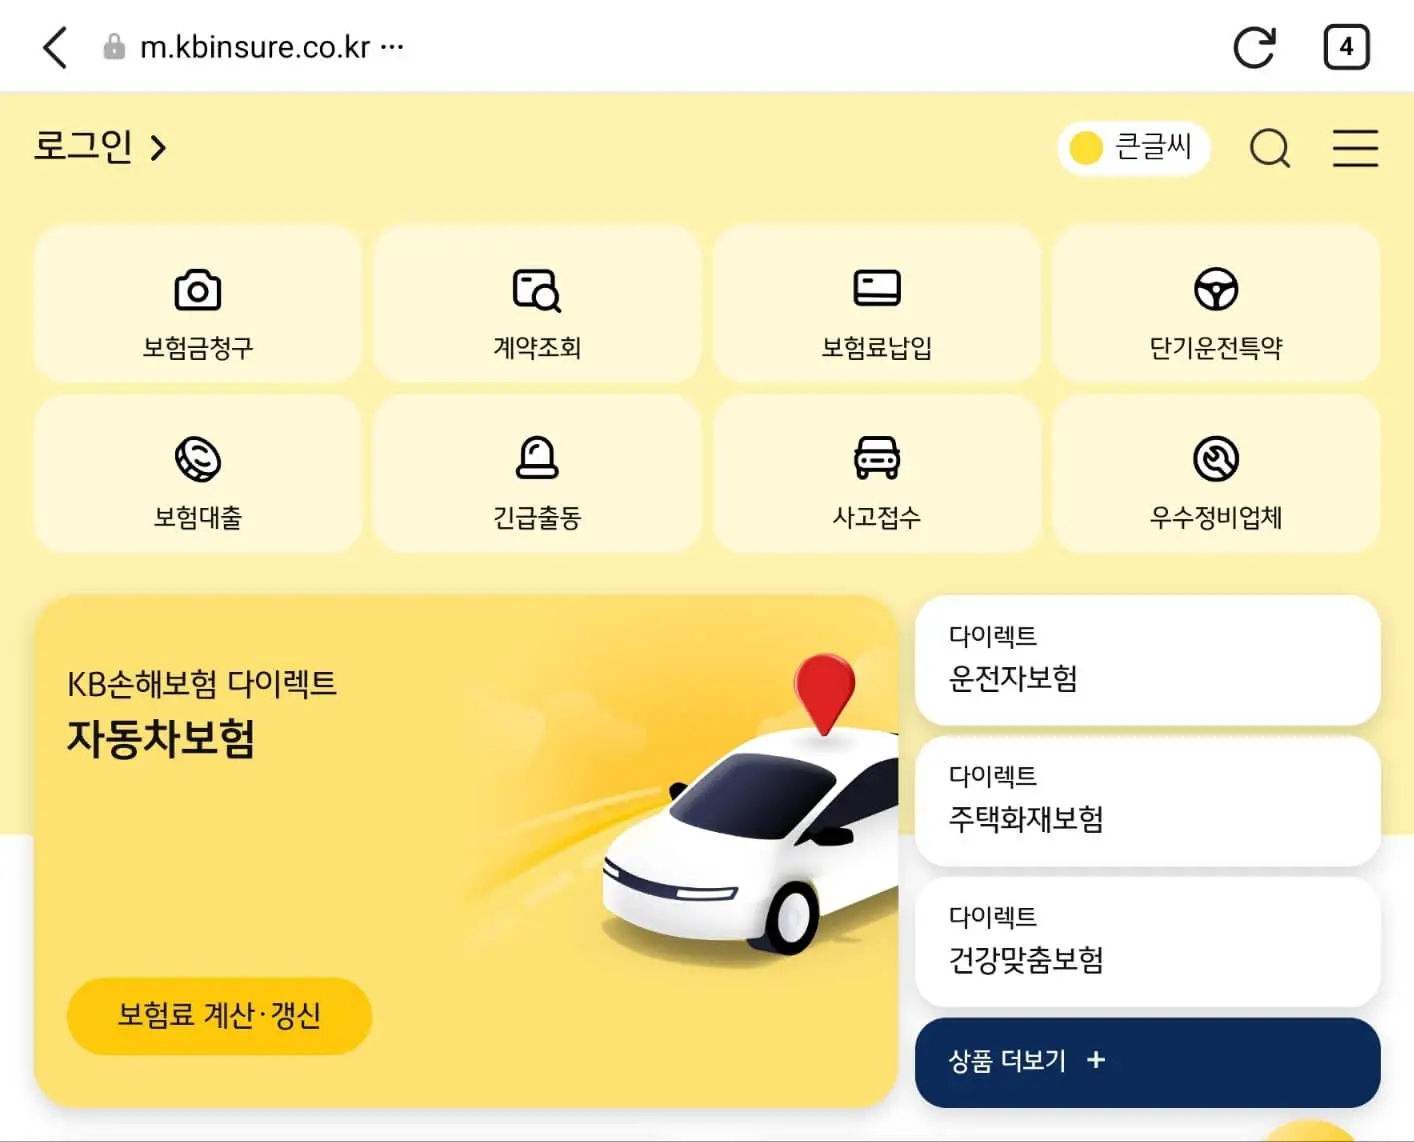 m.kbinsure.co.kr ···
4
로그인
큰글씨
보험금청구
계약조회
보험료납입
단기운전특약
보험대출
긴급출동
사고접수
우수정비업체
KB손해보험 다이렉트
자동차보험
보험료 계산·갱신
다이렉트
운전자보험
다이렉트
주택화재보험
다이렉트
건강맞춤보험
상품 더보기 +